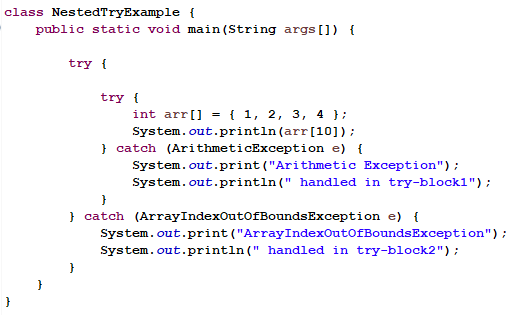 class NestedTryExample {
public static void main(String args[]) {
try {
try {
int arr[] = { 1, 2, 3, 4 };
System.out.println(arr[10]);
} catch (ArithmeticException e) {
System.out.print("Arithmetic Exception");
System.out.println(" handled in try-block1");
}
} catch (ArrayIndexOutOfBoundsException e) {
System.out.print("ArrayIndexOutOfBoundsException");
System.out.println(" handled in try-block2");
}
}
}